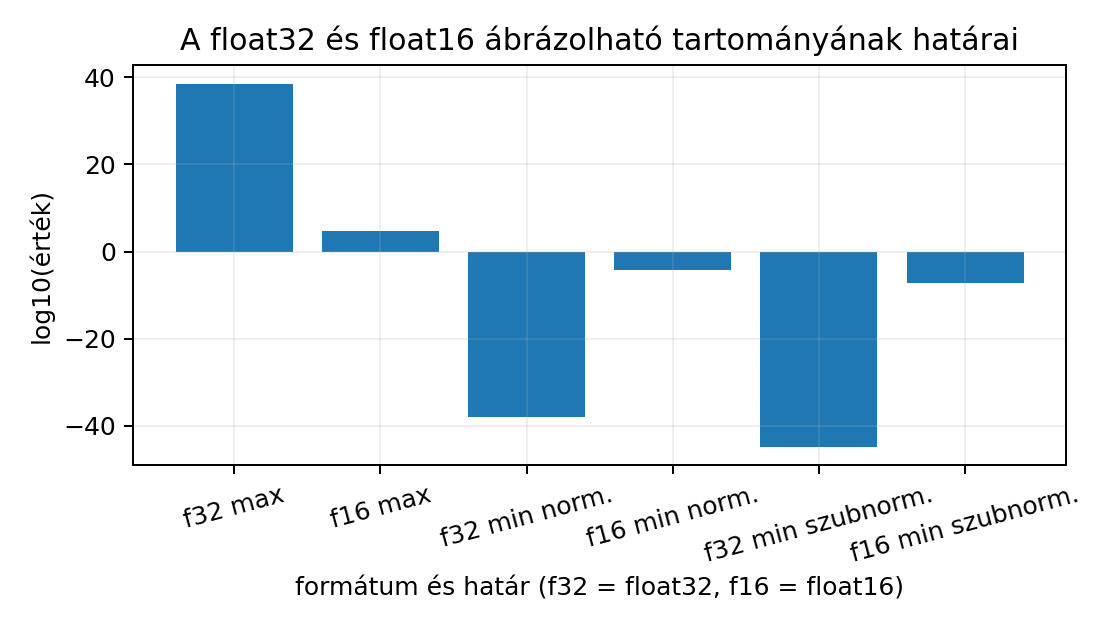 A float32 és float16 ábrázolható tartományának határai
log10(érték)
40
20
0
−20
−40
f32 max
f16 max
f32 min norm.
f16 min norm.
f32 min szubnorm.
f16 min szubnorm.
formátum és határ (f32 = float32, f16 = float16)